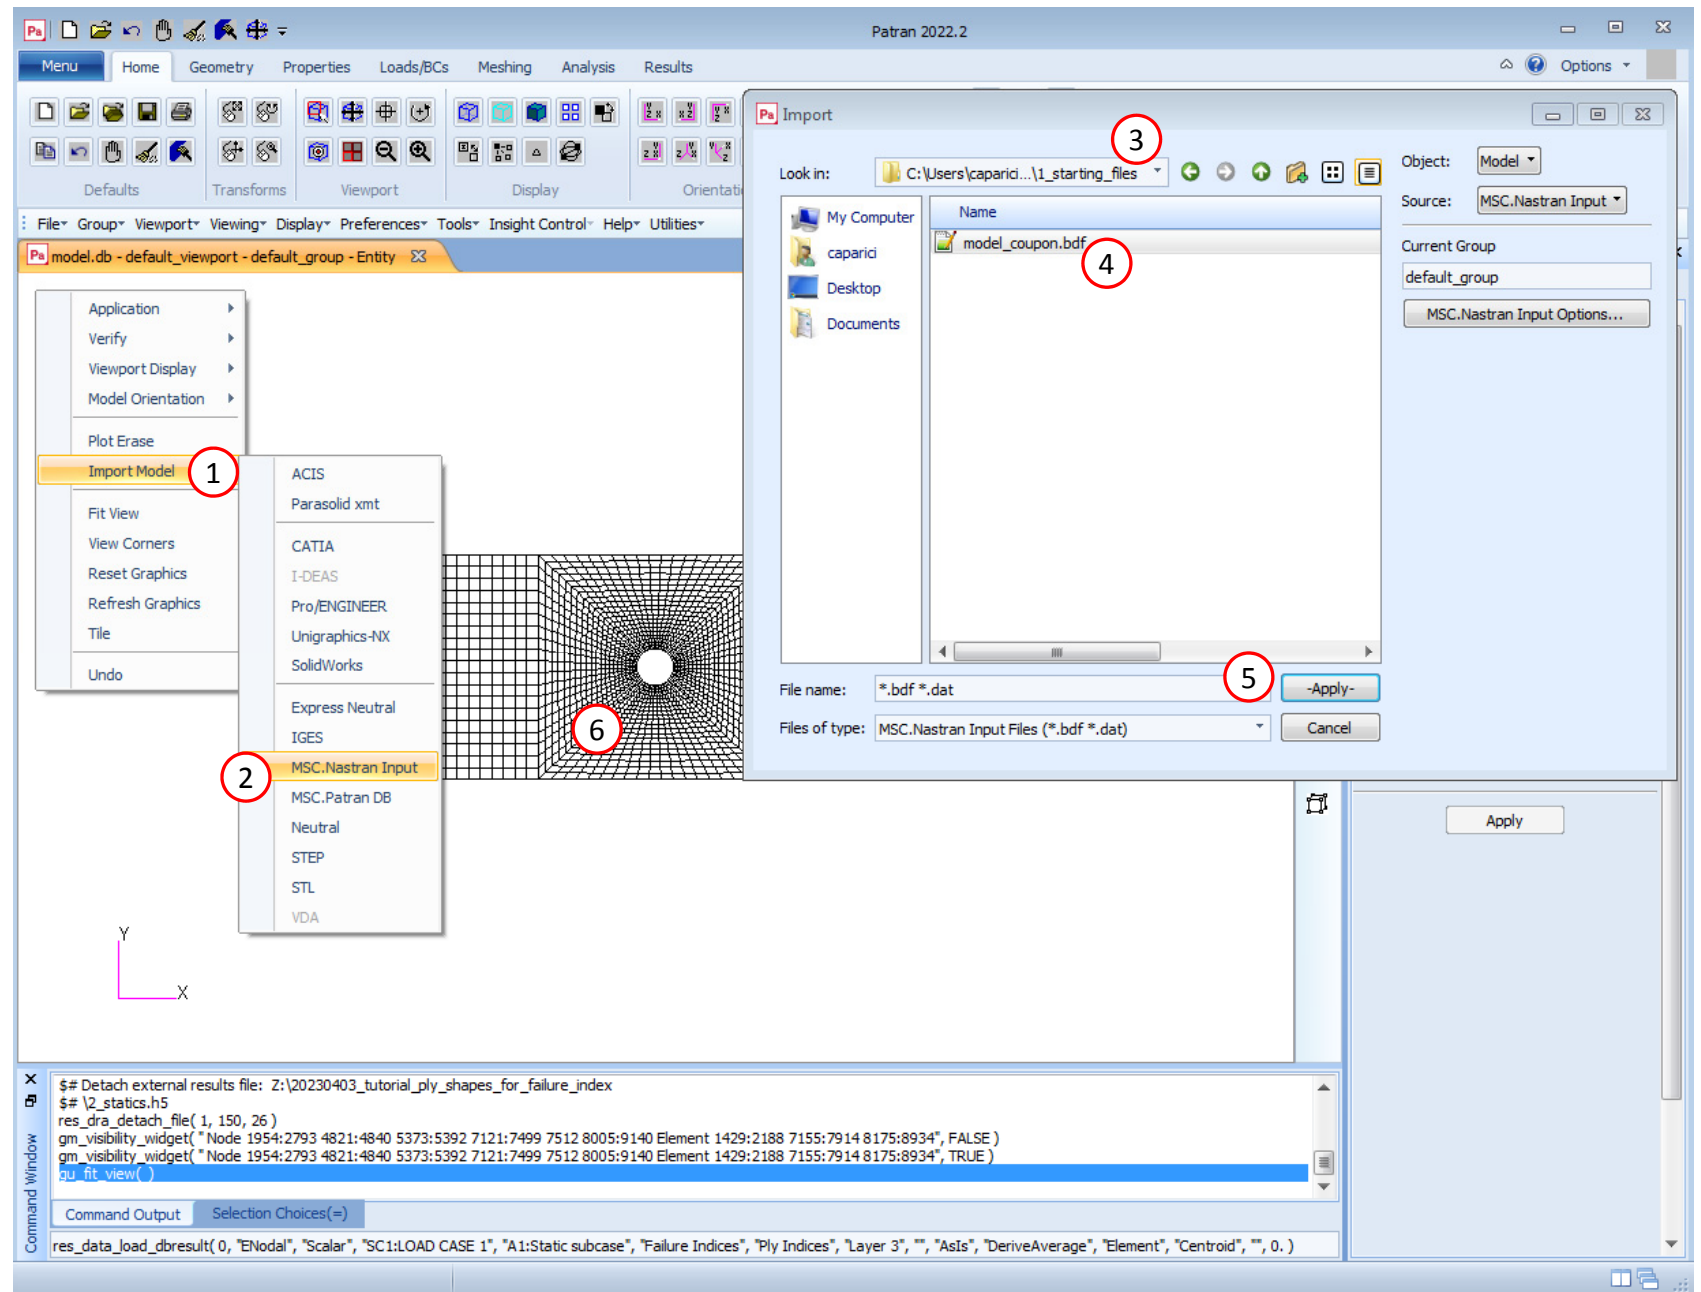 Pa
Patran 2022.2
Menu Home Geometry Properties Loads/BCs Meshing Analysis Results
Options
Defaults Transforms Viewport Display Orientati
File Group Viewport Viewing Display Preferences Tools Insight Control Help Utilities
Pa model.db - default_viewport - default_group - Entity
Application
Verify
Viewport Display
Model Orientation
Plot Erase
Import Model
1
Fit View
View Corners
Reset Graphics
Refresh Graphics
Tile
Undo
ACIS
Parasolid xmt
CATIA
I-DEAS
Pro/ENGINEER
Unigraphics-NX
SolidWorks
Express Neutral
IGES
MSC.Nastran Input
2
MSC.Patran DB
Neutral
STEP
STL
VDA
6
Y
X
Pa Import
3
Look in: C:\Users\caparici...\1_starting_files
My Computer
caparici
Desktop
Documents
Name
model_coupon.bdf
4
File name: *.bdf *.dat
5
-Apply-
Files of type: MSC.Nastran Input Files (*.bdf *.dat)
Cancel
Object: Model
Source: MSC.Nastran Input
Current Group
default_group
MSC.Nastran Input Options...
Apply
Command Window
$# Detach external results file: Z:\20230403_tutorial_ply_shapes_for_failure_index
$# \2_statics.h5
res_dra_detach_file( 1, 150, 26 )
gm_visibility_widget( " Node 1954:2793 4821:4840 5373:5392 7121:7499 7512 8005:9140 Element 1429:2188 7155:7914 8175:8934", FALSE )
gm_visibility_widget( " Node 1954:2793 4821:4840 5373:5392 7121:7499 7512 8005:9140 Element 1429:2188 7155:7914 8175:8934", TRUE )
gu_fit_view( )
Command Output Selection Choices(=)
res_data_load_dbresult( 0, "ENodal", "Scalar", "SC1:LOAD CASE 1", "A1:Static subcase", "Failure Indices", "Ply Indices", "Layer 3", "", "AsIs", "DeriveAverage", "Element", "Centroid", "", 0. )